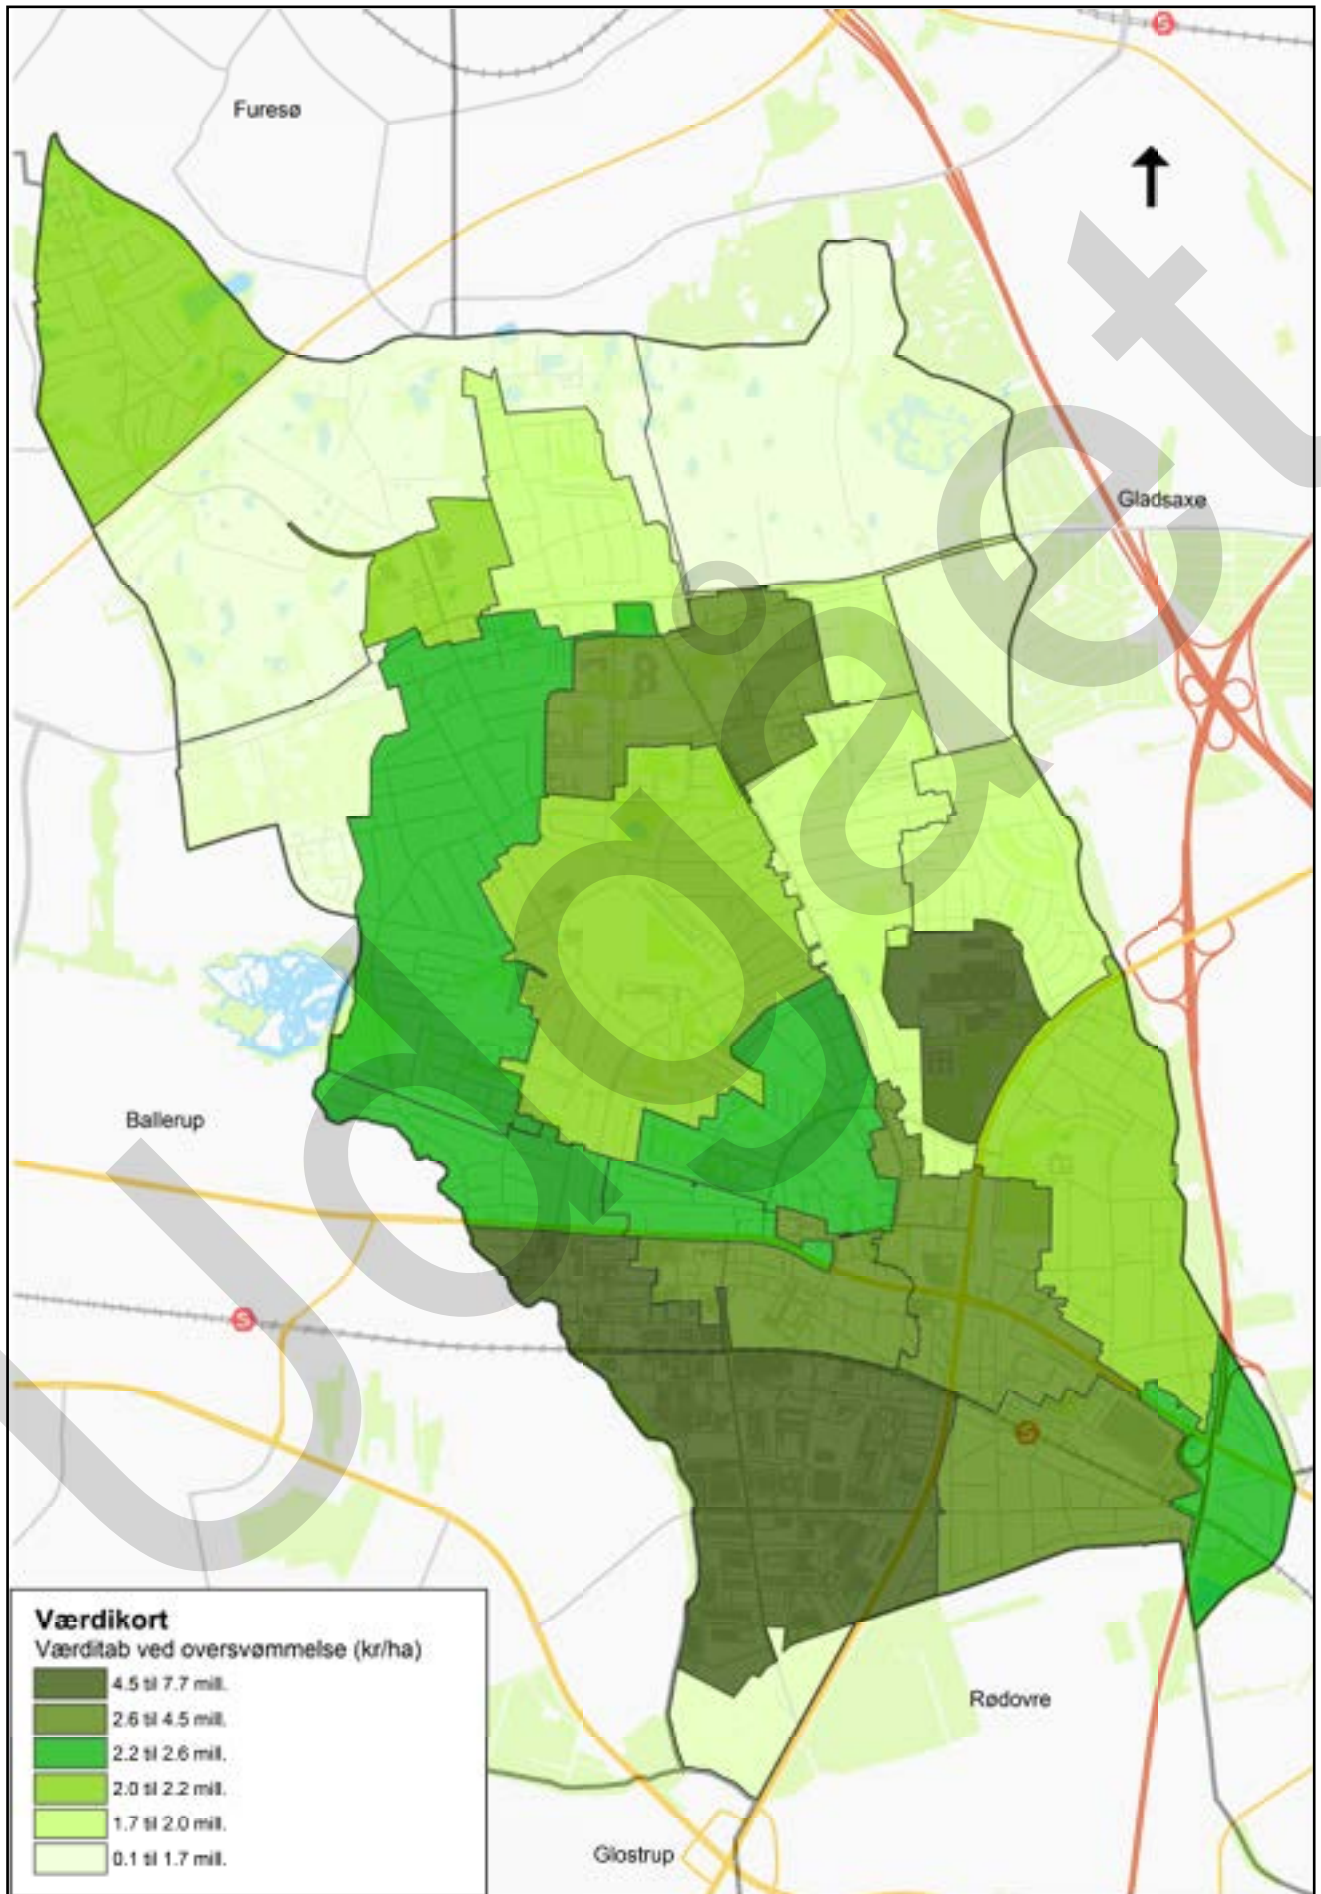 Furesø
Gladsaxe
Ballerup
Rødovre
Glostrup
S
S
S
Udgået
Værdikort
Værditab ved oversvømmelse (kr/ha)
4.5 til 7.7 mill.
2.6 til 4.5 mill.
2.2 til 2.6 mill.
2.0 til 2.2 mill.
1.7 til 2.0 mill.
0.1 til 1.7 mill.